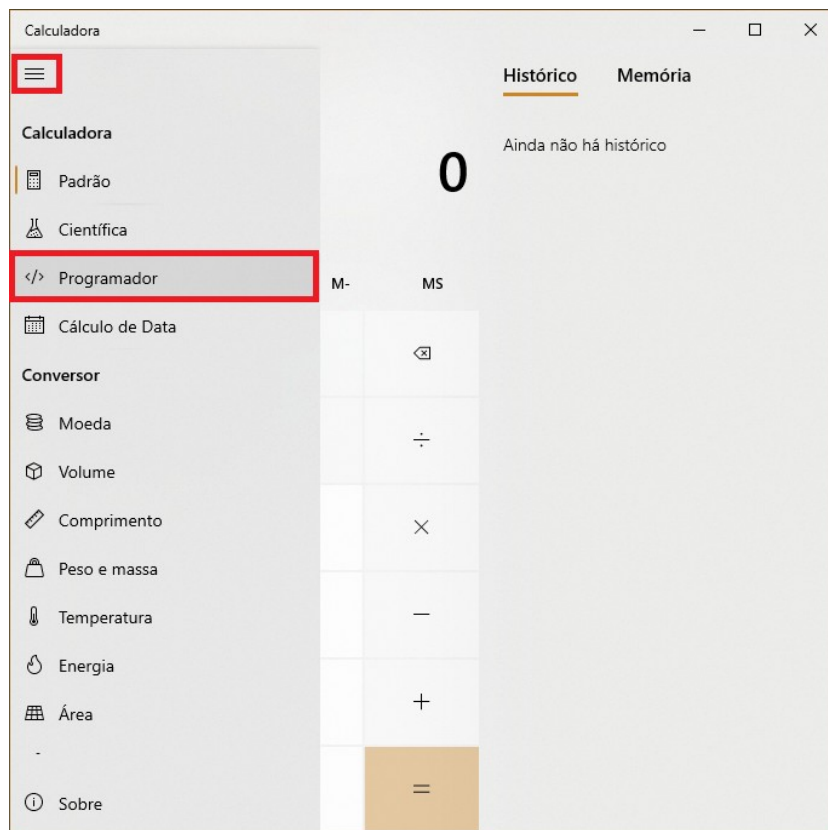 Calculadora
Histórico Memória
Calculadora
Ainda não há histórico
0
Padrão
Científica
</> Programador
M- MS
Cálculo de Data
Conversor
Moeda
÷
Volume
Comprimento
×
Peso e massa
Temperatura
−
Energia
+
Área
=
Sobre